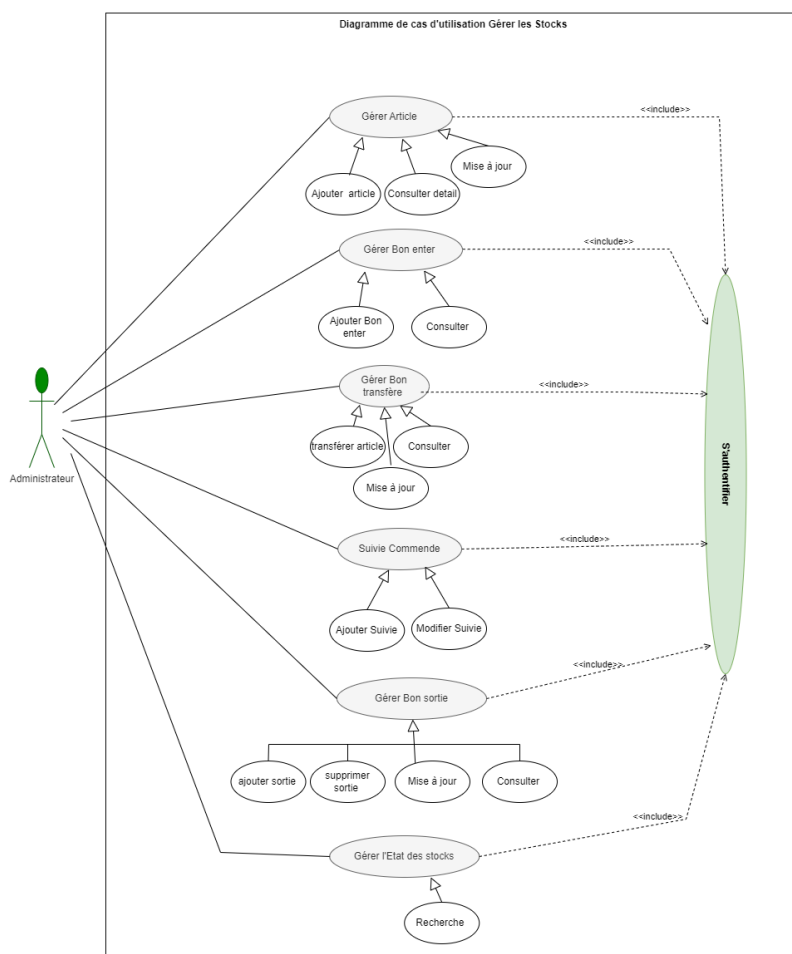 Diagramme de cas d'utilisation Gérer les Stocks
Gérer Article
<<include>>
Ajouter article
Consulter detail
Mise à jour
Gérer Bon enter
<<include>>
Ajouter Bon
enter
Consulter
Gérer Bon
transfère
<<include>>
transférer article
Consulter
Mise à jour
Administrateur
S'authentifier
Suivie Commende
<<include>>
Ajouter Suivie
Modifier Suivie
Gérer Bon sortie
<<include>>
ajouter sortie
supprimer
sortie
Mise à jour
Consulter
Gérer l'Etat des stocks
<<include>>
Recherche